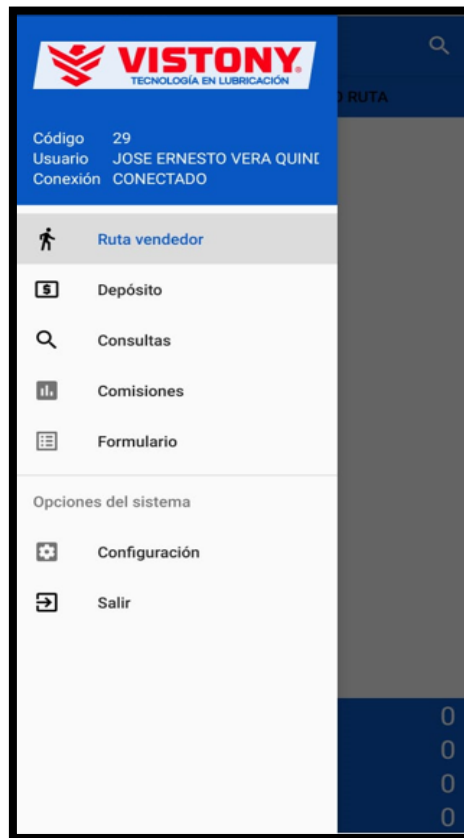 VISTONY.
TECNOLOGÍA EN LUBRICACIÓN
RUTA
Código 29
Usuario JOSE ERNESTO VERA QUIN
Conexión CONECTADO
Ruta vendedor
Depósito
Consultas
Comisiones
Formulario
Opciones del sistema
Configuración
Salir
0
0
0
0